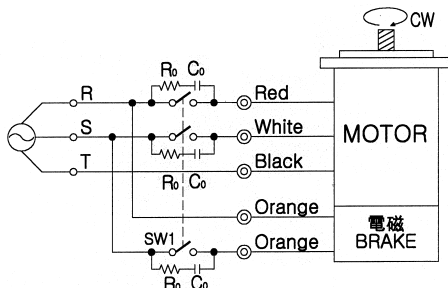 CW
R₀ C₀
R Red
S White
MOTOR
T Black
R₀ C₀
Orange
電磁
BRAKE
SW1 Orange
R₀ C₀